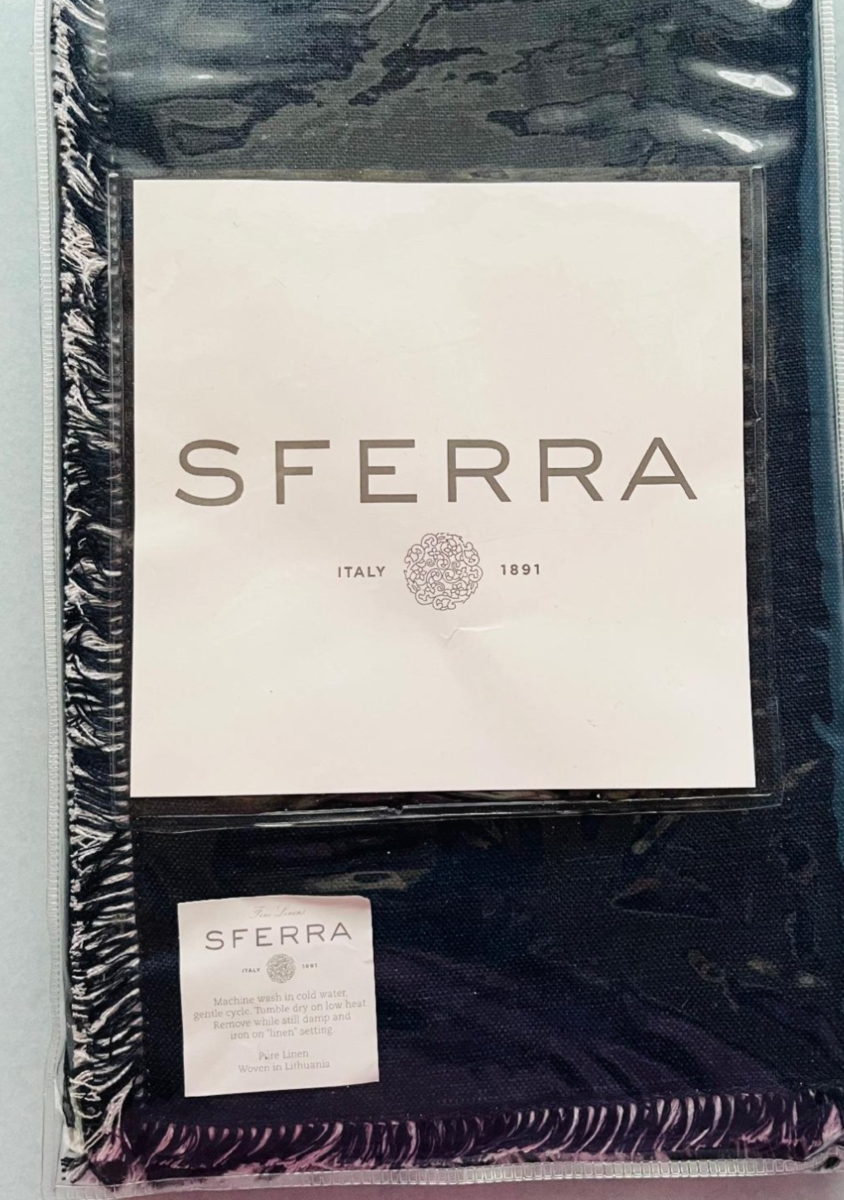 SFERRA
ITALY 1891
Fine Linens
SFERRA
ITALY 1891
Machine wash in cold water,
gentle cycle. Tumble dry on low heat
Remove while still damp and
iron on "linen" setting
Pure Linen
Woven in Lithuania